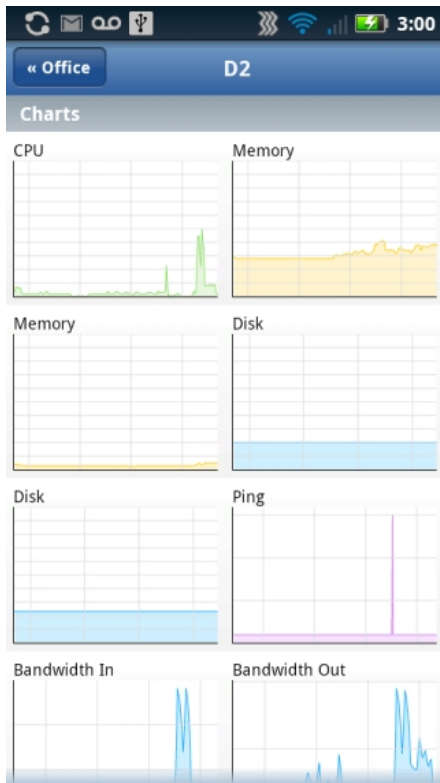 3:00
« Office
D2
Charts
CPU
Memory
Memory
Disk
Disk
Ping
Bandwidth In
Bandwidth Out